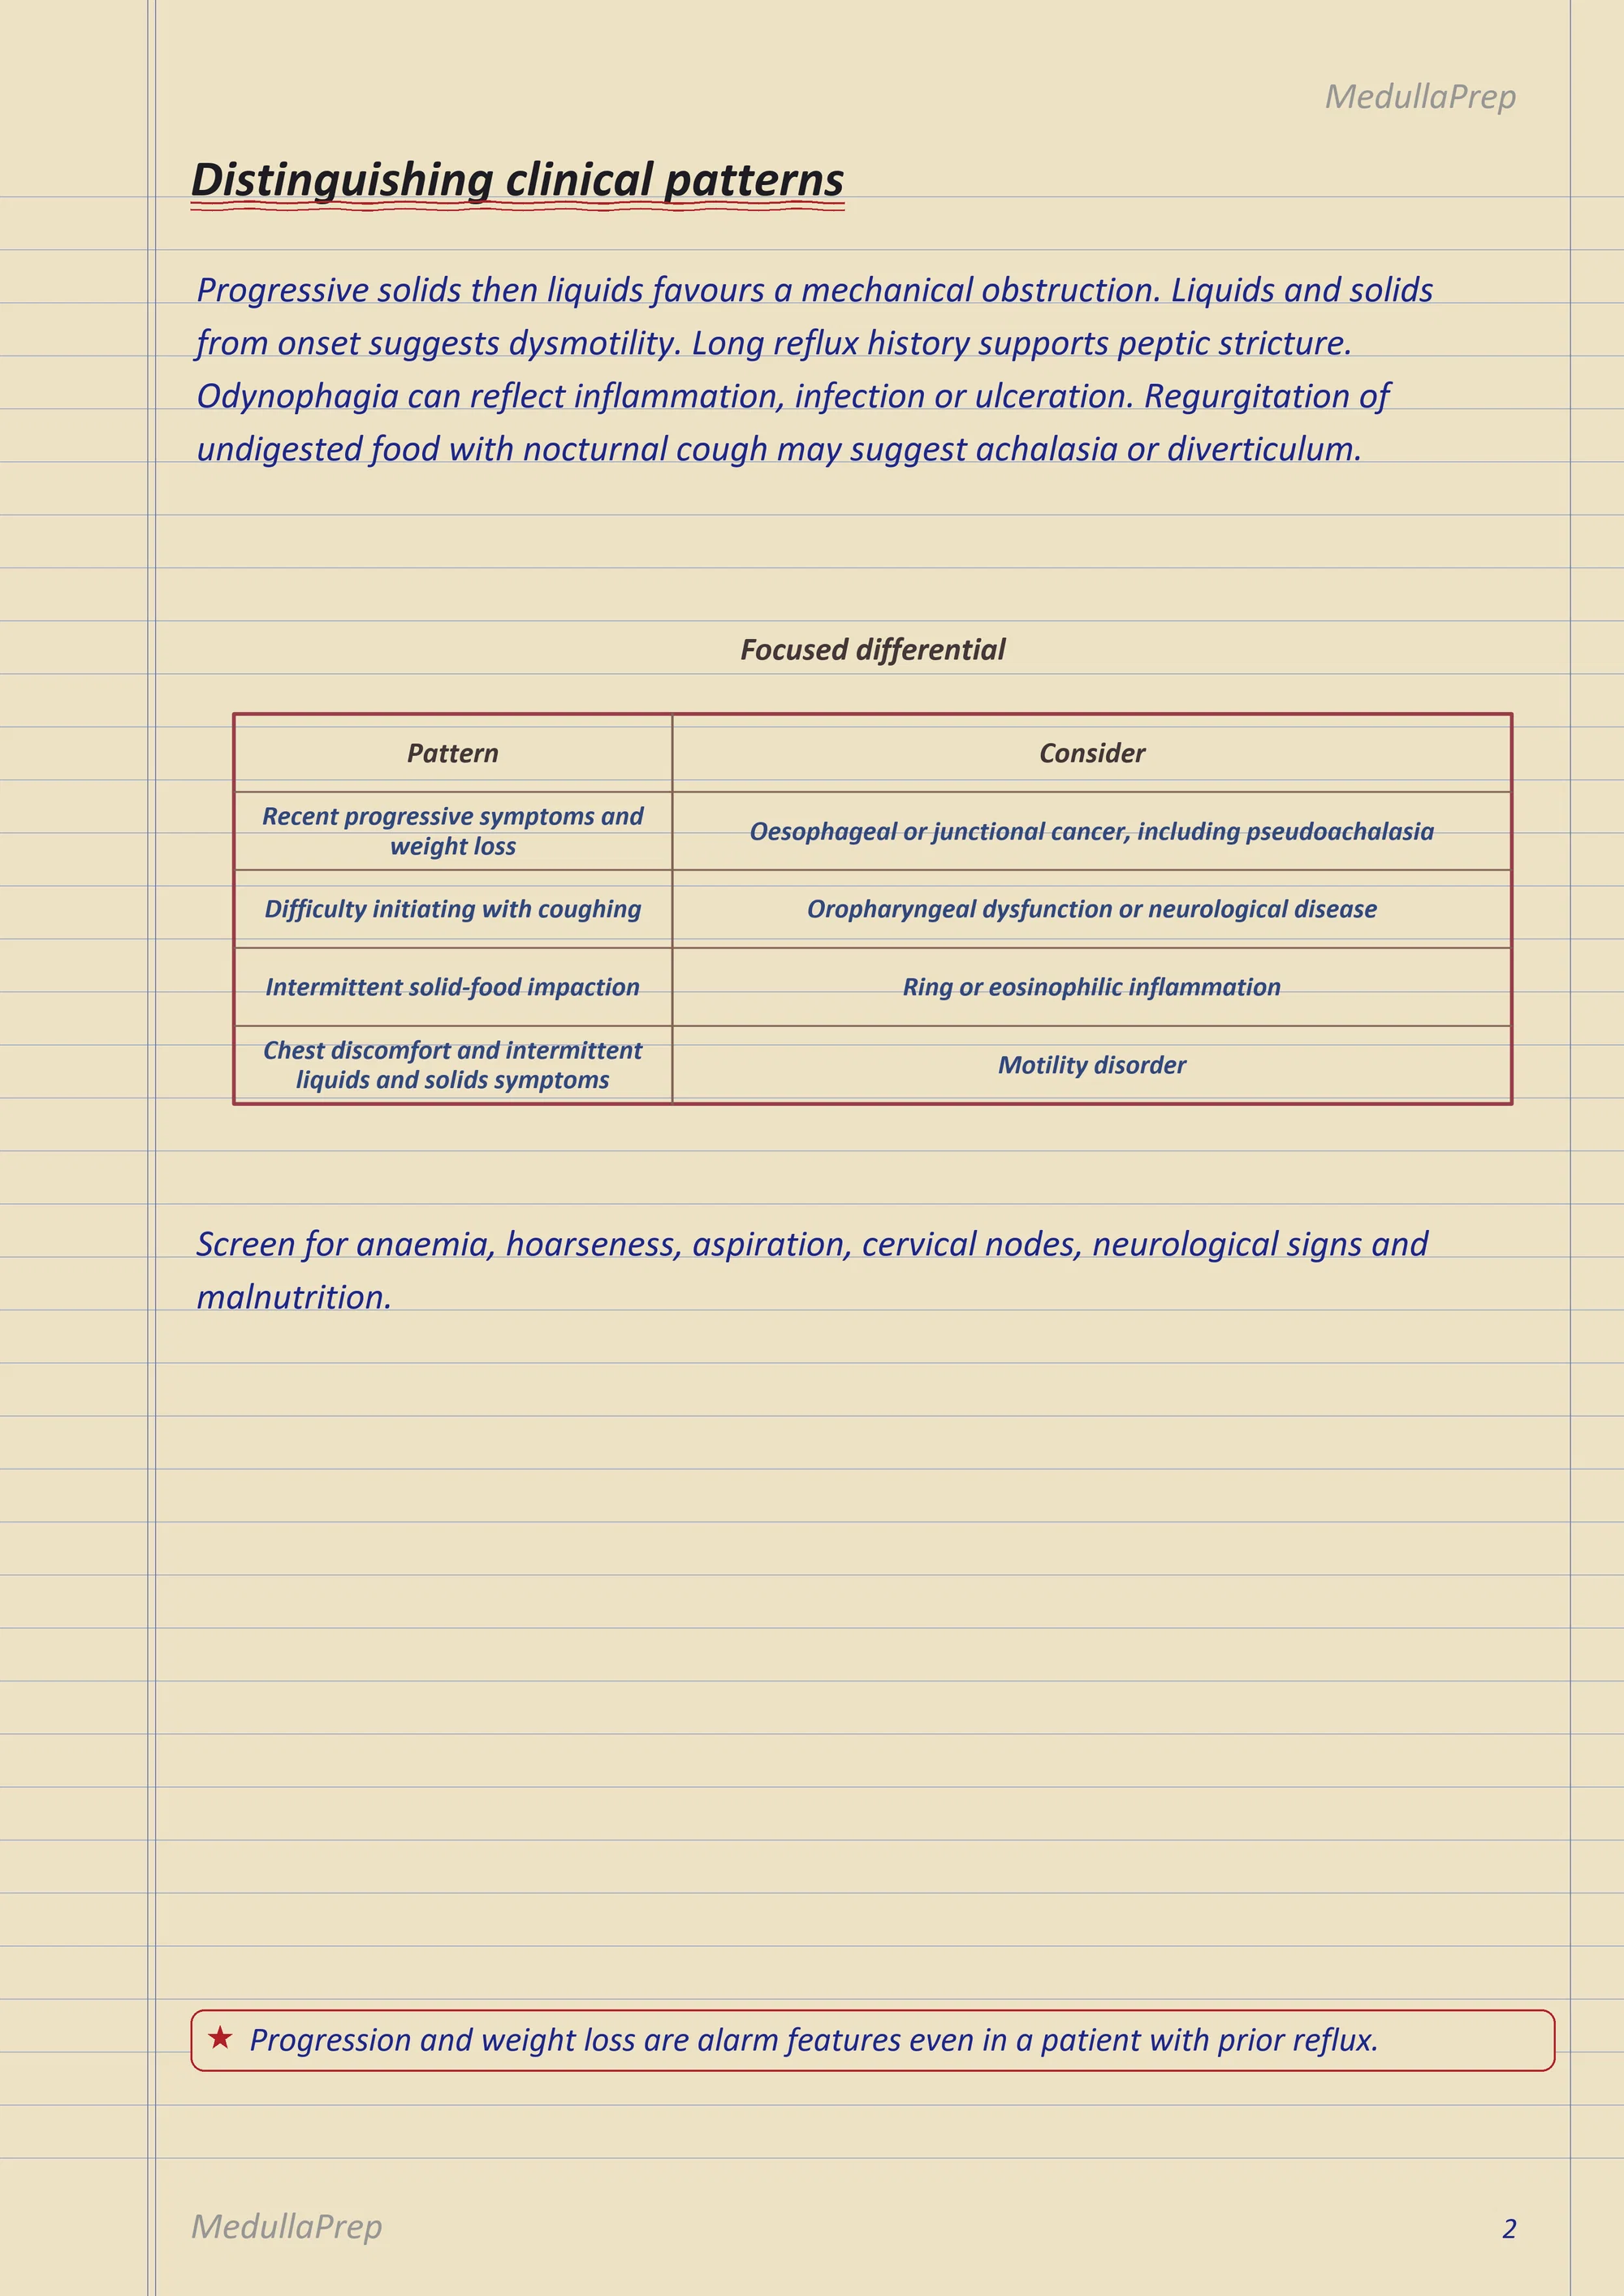 MedullaPrep
Distinguishing clinical patterns
Progressive solids then liquids favours a mechanical obstruction. Liquids and solids
from onset suggests dysmotility. Long reflux history supports peptic stricture.
Odynophagia can reflect inflammation, infection or ulceration. Regurgitation of
undigested food with nocturnal cough may suggest achalasia or diverticulum.
Focused differential
Pattern Consider
Recent progressive symptoms and
weight loss
Oesophageal or junctional cancer, including pseudoachalasia
Difficulty initiating with coughing Oropharyngeal dysfunction or neurological disease
Intermittent solid-food impaction Ring or eosinophilic inflammation
Chest discomfort and intermittent
liquids and solids symptoms
Motility disorder
Screen for anaemia, hoarseness, aspiration, cervical nodes, neurological signs and
malnutrition.
★ Progression and weight loss are alarm features even in a patient with prior reflux.
MedullaPrep 2